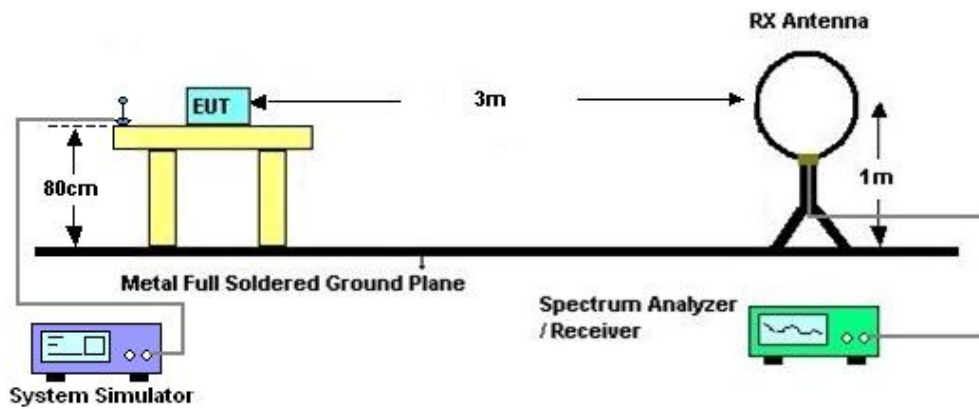 RX Antenna
EUT
3m
80cm
1m
Metal Full Soldered Ground Plane
Spectrum Analyzer
/ Receiver
System Simulator